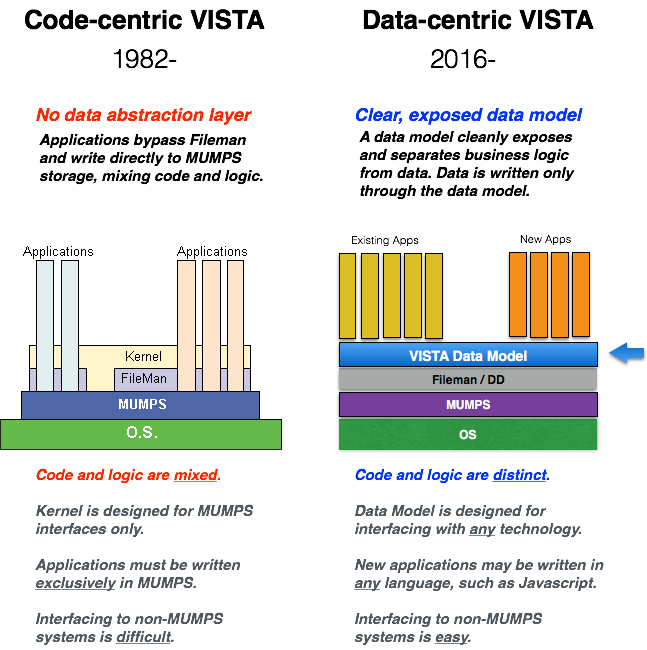 Code-centric VISTA
1982-
No data abstraction layer
Applications bypass Fileman
and write directly to MUMPS
storage, mixing code and logic.
Applications
Applications
Kernel
FileMan
MUMPS
O.S.
Code and logic are mixed.
Kernel is designed for MUMPS
interfaces only.
Applications must be written
exclusively in MUMPS.
Interfacing to non-MUMPS
systems is difficult.
Data-centric VISTA
2016-
Clear, exposed data model
A data model cleanly exposes
and separates business logic
from data. Data is written only
through the data model.
Existing Apps
New Apps
VISTA Data Model
Fileman / DD
MUMPS
OS
Code and logic are distinct.
Data Model is designed for
interfacing with any technology.
New applications may be written in
any language, such as Javascript.
Interfacing to non-MUMPS
systems is easy.